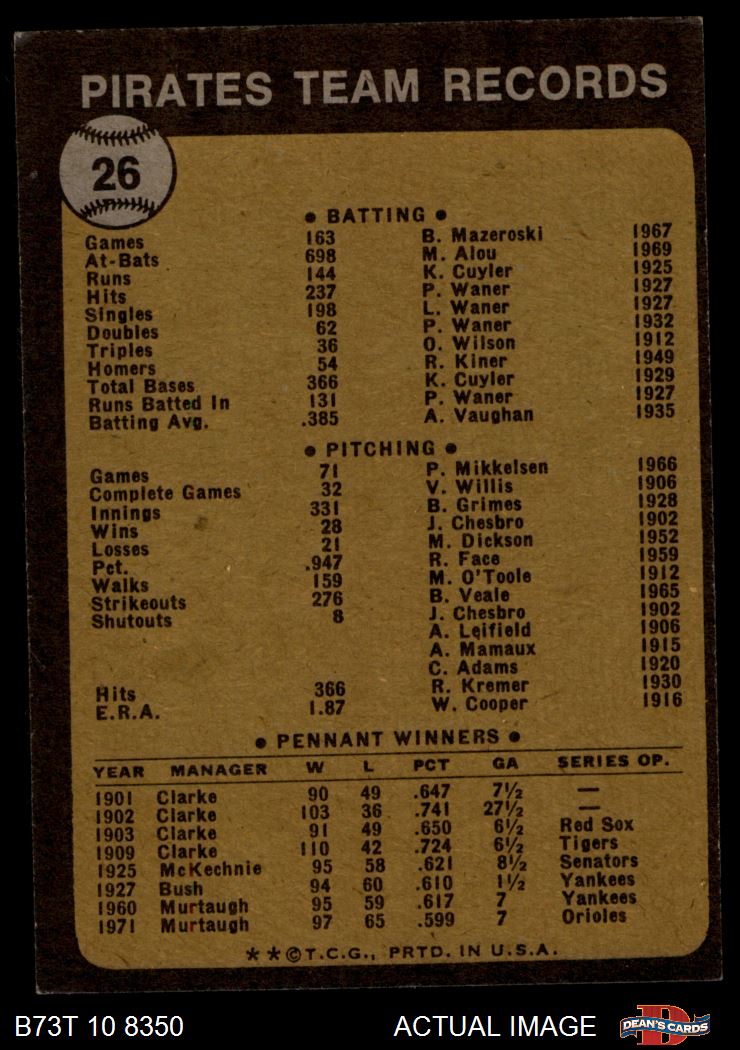 PIRATES TEAM RECORDS
26
● BATTING ●
Games 163 B. Mazeroski 1967
At-Bats 698 M. Alou 1969
Runs 144 K. Cuyler 1925
Hits 237 P. Waner 1927
Singles 198 L. Waner 1927
Doubles 62 P. Waner 1932
Triples 36 O. Wilson 1912
Homers 54 R. Kiner 1949
Total Bases 366 K. Cuyler 1929
Runs Batted In 131 P. Waner 1927
Batting Avg. .385 A. Vaughan 1935
● PITCHING ●
Games 71 P. Mikkelsen 1966
Complete Games 32 V. Willis 1906
Innings 331 B. Grimes 1928
Wins 28 J. Chesbro 1902
Losses 21 M. Dickson 1952
Pct. .947 R. Face 1959
Walks 159 M. O'Toole 1912
Strikeouts 276 B. Veale 1965
Shutouts 8 J. Chesbro 1902
A. Leifield 1906
A. Mamaux 1915
C. Adams 1920
Hits 366 R. Kremer 1930
E.R.A. 1.87 W. Cooper 1916
● PENNANT WINNERS ●
YEAR MANAGER W L PCT GA SERIES OP.
1901 Clarke 90 49 .647 7½ —
1902 Clarke 103 36 .741 27½ —
1903 Clarke 91 49 .650 6½ Red Sox
1909 Clarke 110 42 .724 6½ Tigers
1925 McKechnie 95 58 .621 8½ Senators
1927 Bush 94 60 .610 1½ Yankees
1960 Murtaugh 95 59 .617 7 Yankees
1971 Murtaugh 97 65 .599 7 Orioles
**©T.C.G., PRTD. IN U.S.A.
B73T 10 8350 ACTUAL IMAGE DEAN'S CARDS